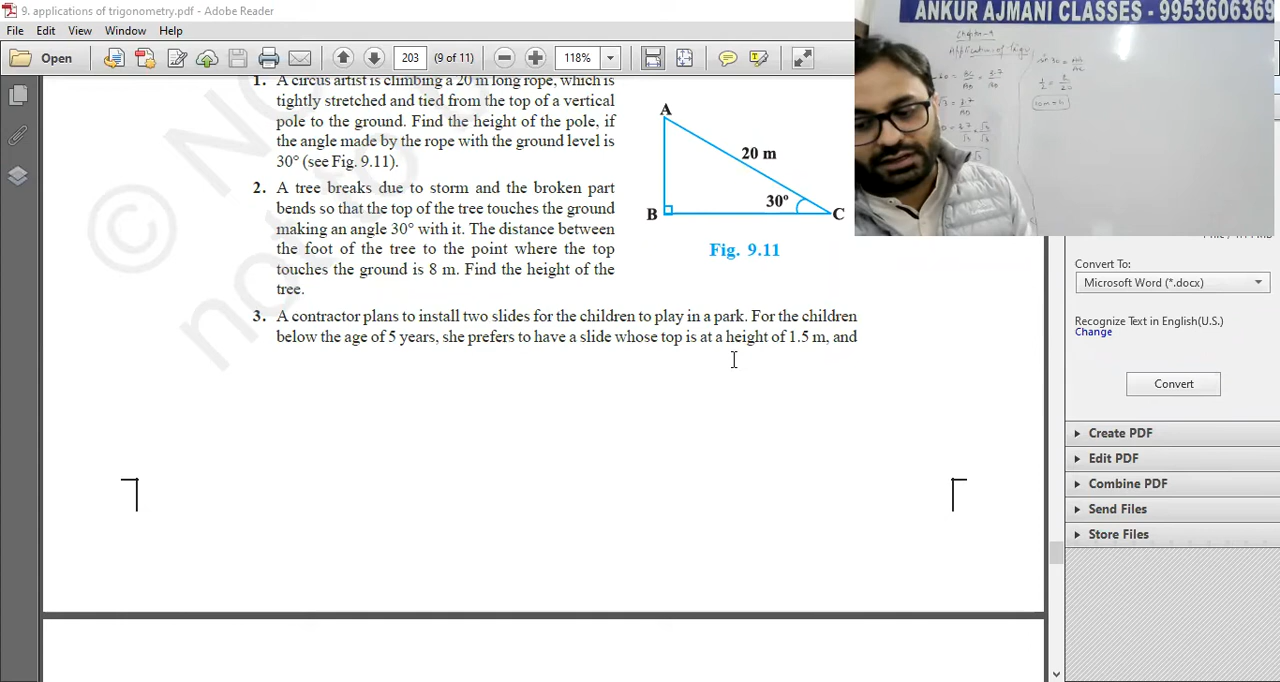 9. applications of trigonometry.pdf - Adobe Reader
File Edit View Window Help
Open
203
(9 of 11)
118%
1. A circus artist is climbing a 20 m long rope, which is
tightly stretched and tied from the top of a vertical
pole to the ground. Find the height of the pole, if
the angle made by the rope with the ground level is
30° (see Fig. 9.11).
A
20 m
30°
B
C
Fig. 9.11
2. A tree breaks due to storm and the broken part
bends so that the top of the tree touches the ground
making an angle 30° with it. The distance between
the foot of the tree to the point where the top
touches the ground is 8 m. Find the height of the
tree.
3. A contractor plans to install two slides for the children to play in a park. For the children
below the age of 5 years, she prefers to have a slide whose top is at a height of 1.5 m, and
©
not
ANKUR AJMANI CLASSES - 9953606369
Chapter-9
Application of Trigo
Convert To:
Microsoft Word (*.docx)
Recognize Text in English(U.S.)
Change
Convert
Create PDF
Edit PDF
Combine PDF
Send Files
Store Files